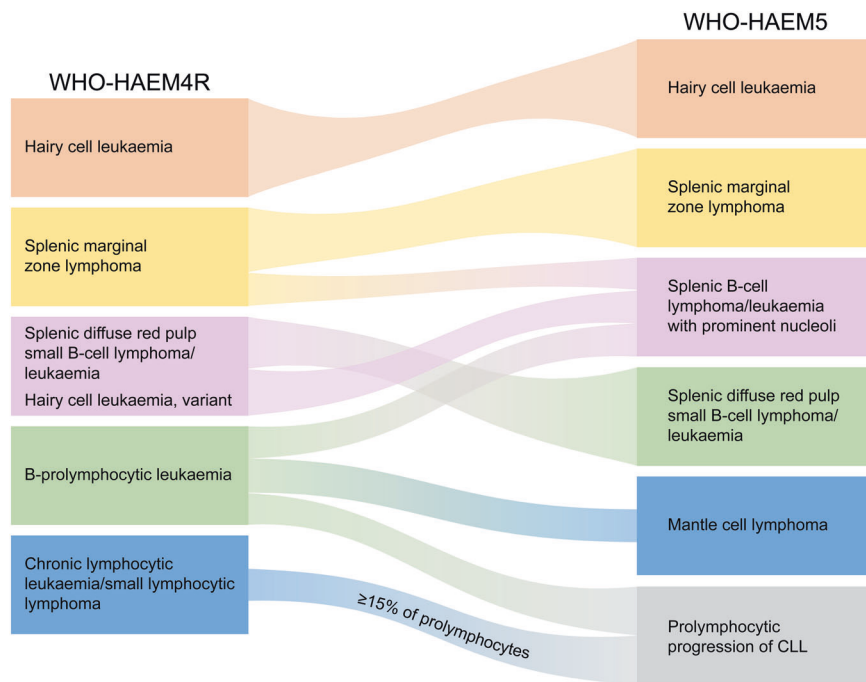 WHO-HAEM4R
Hairy cell leukaemia
Splenic marginal
zone lymphoma
Splenic diffuse red pulp
small B-cell lymphoma/
leukaemia
Hairy cell leukaemia, variant
B-prolymphocytic leukaemia
Chronic lymphocytic
leukaemia/small lymphocytic
lymphoma
≥15% of prolymphocytes
WHO-HAEM5
Hairy cell leukaemia
Splenic marginal
zone lymphoma
Splenic B-cell
lymphoma/leukaemia
with prominent nucleoli
Splenic diffuse red pulp
small B-cell lymphoma/
leukaemia
Mantle cell lymphoma
Prolymphocytic
progression of CLL